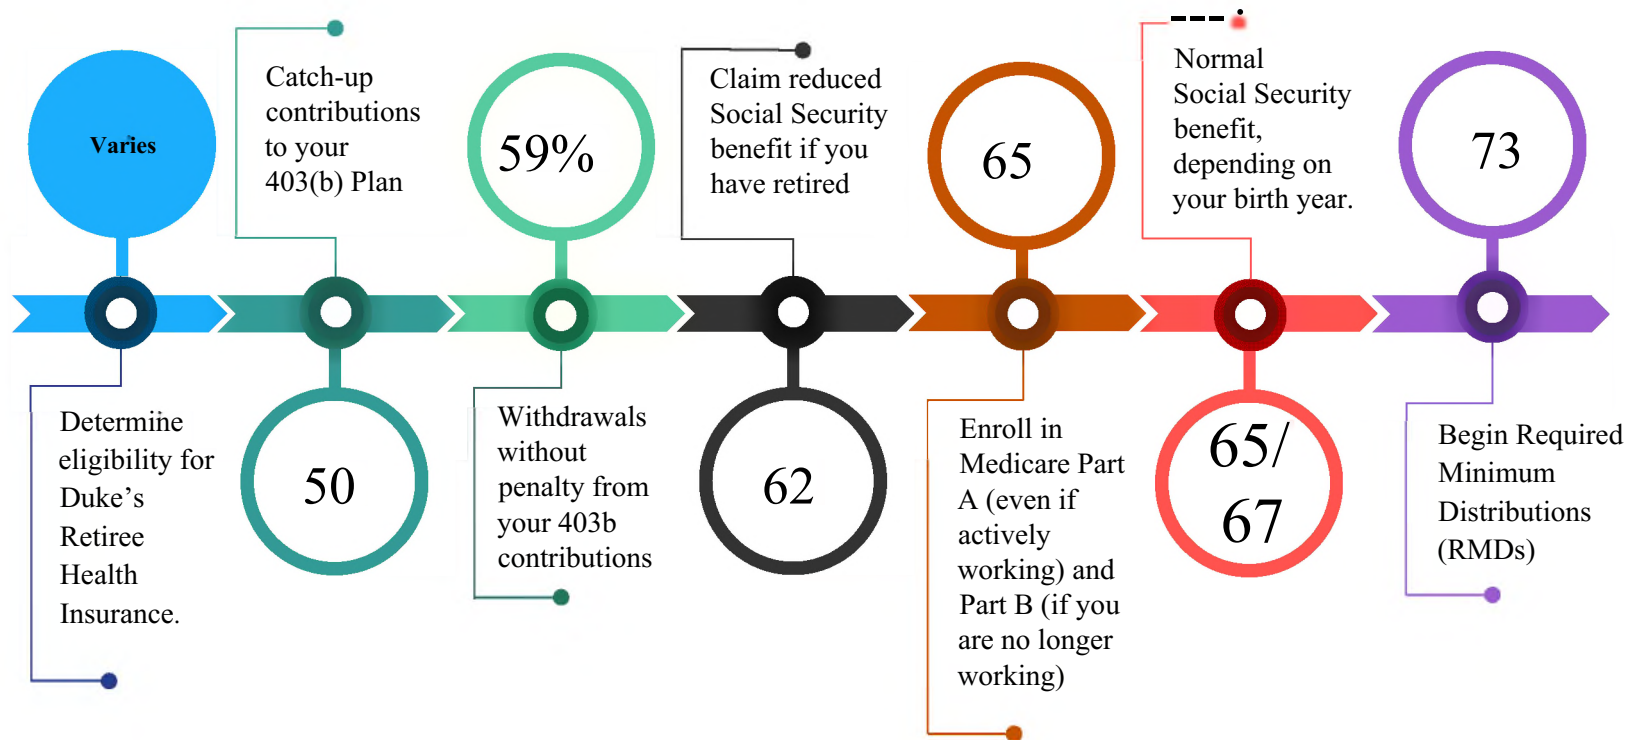 Varies
Determine
eligibility for
Duke’s
Retiree
Health
Insurance.
Catch-up
contributions
to your
403(b) Plan
50
59%
Withdrawals
without
penalty from
your 403b
contributions
Claim reduced
Social Security
benefit if you
have retired
62
65
Enroll in
Medicare Part
A (even if
actively
working) and
Part B (if you
are no longer
working)
Normal
Social Security
benefit,
depending on
your birth year.
65/
67
73
Begin Required
Minimum
Distributions
(RMDs)